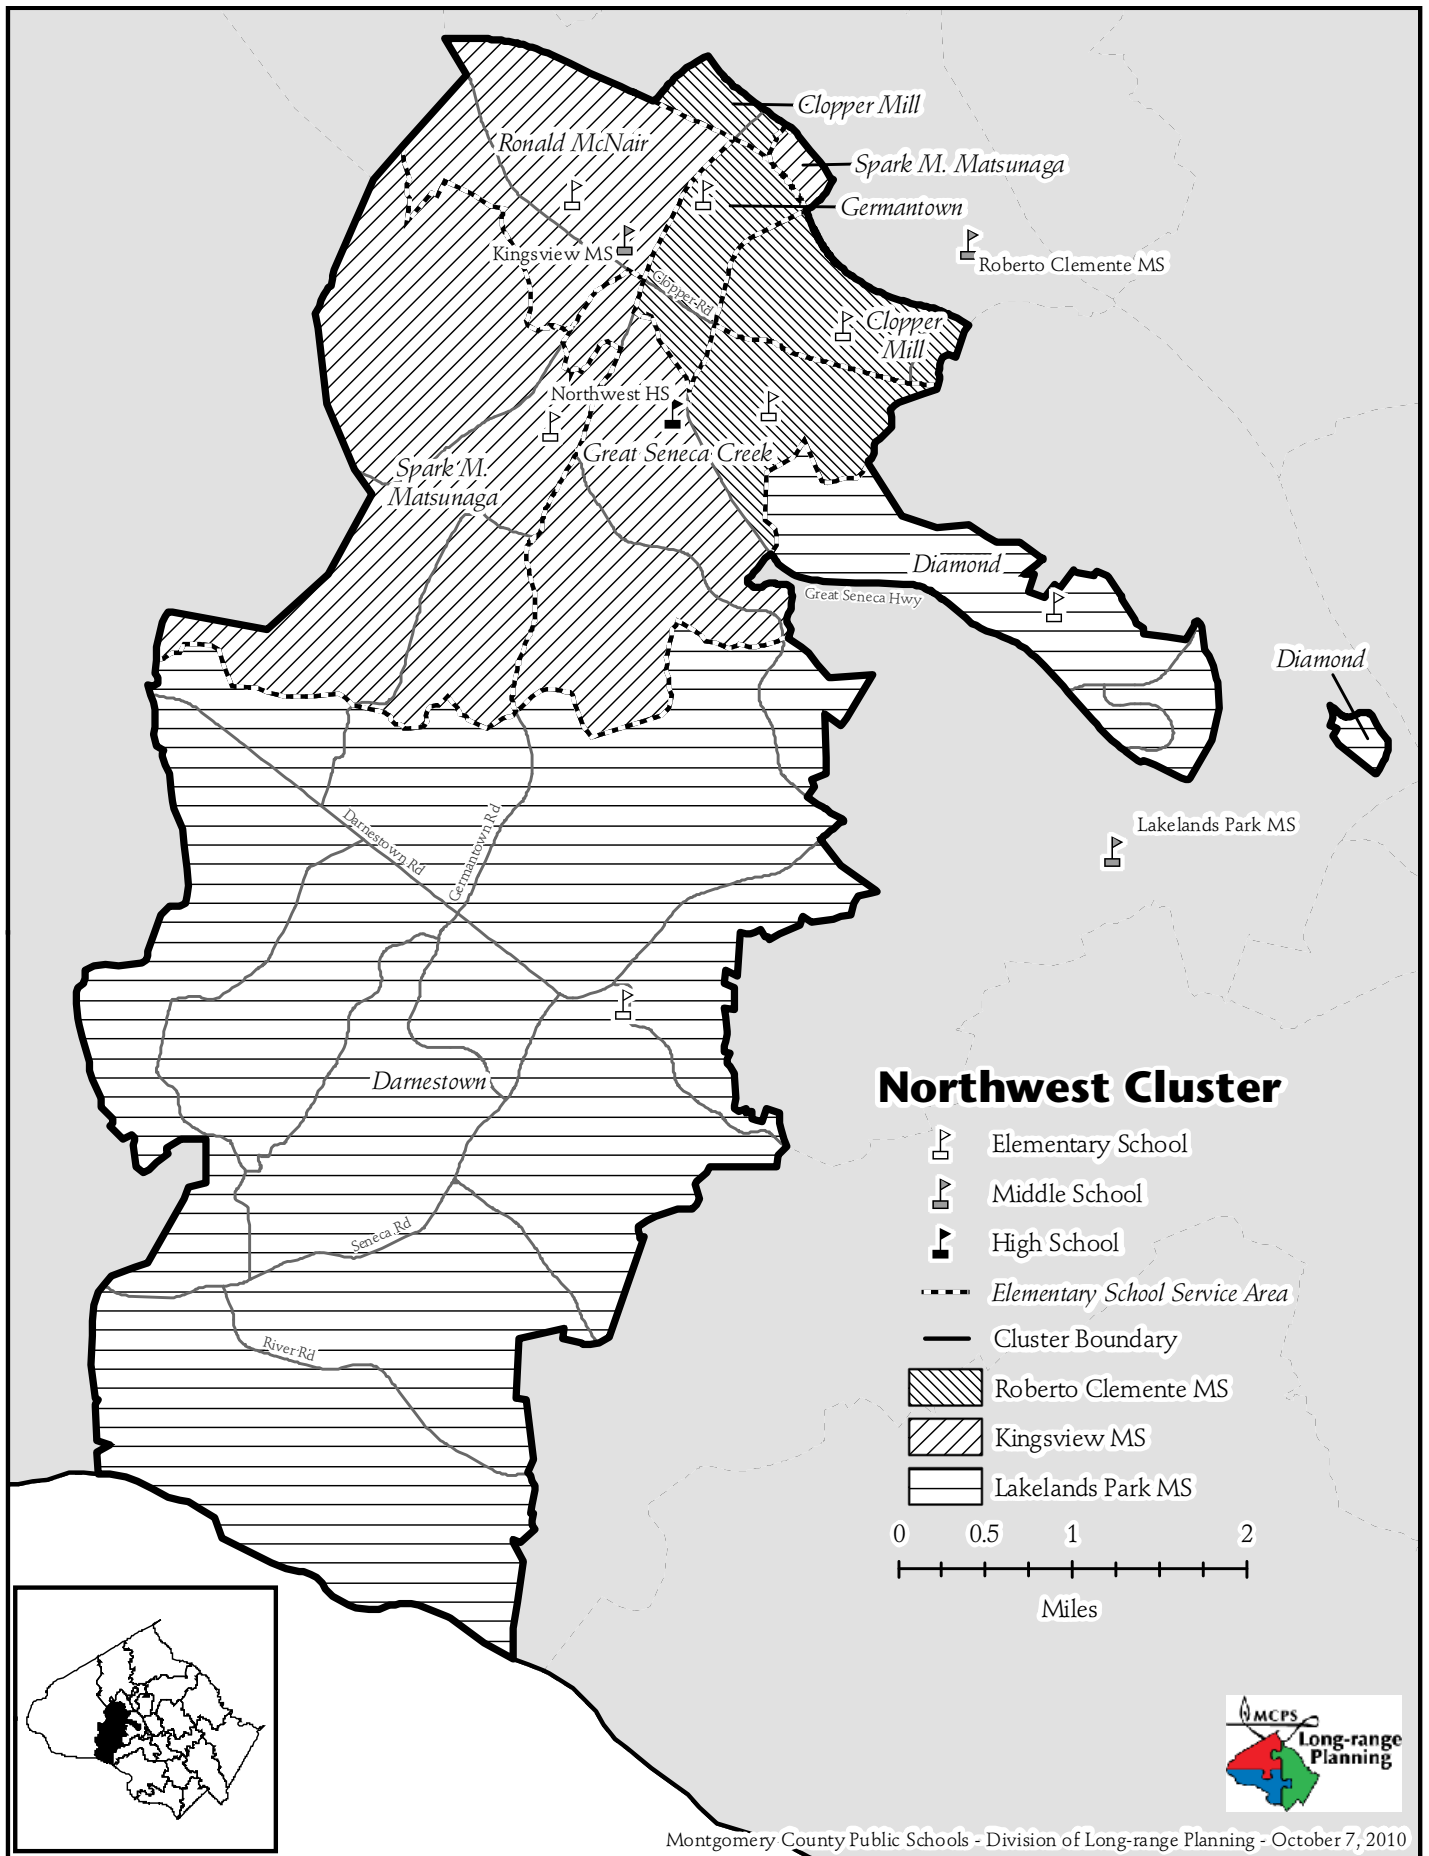 Clopper Mill
Ronald McNair
Spark M. Matsunaga
Germantown
Kingsview MS
Roberto Clemente MS
Clopper Rd
Clopper
Mill
Northwest HS
Great Seneca Creek
Spark M.
Matsunaga
Diamond
Great Seneca Hwy
Diamond
Darnestown Rd
Germantown Rd
Lakelands Park MS
Darnestown
Seneca Rd
River Rd
Northwest Cluster
Elementary School
Middle School
High School
Elementary School Service Area
Cluster Boundary
Roberto Clemente MS
Kingsview MS
Lakelands Park MS
0 0.5 1 2
Miles
MCPS
Long-range
Planning
Montgomery County Public Schools - Division of Long-range Planning - October 7, 2010